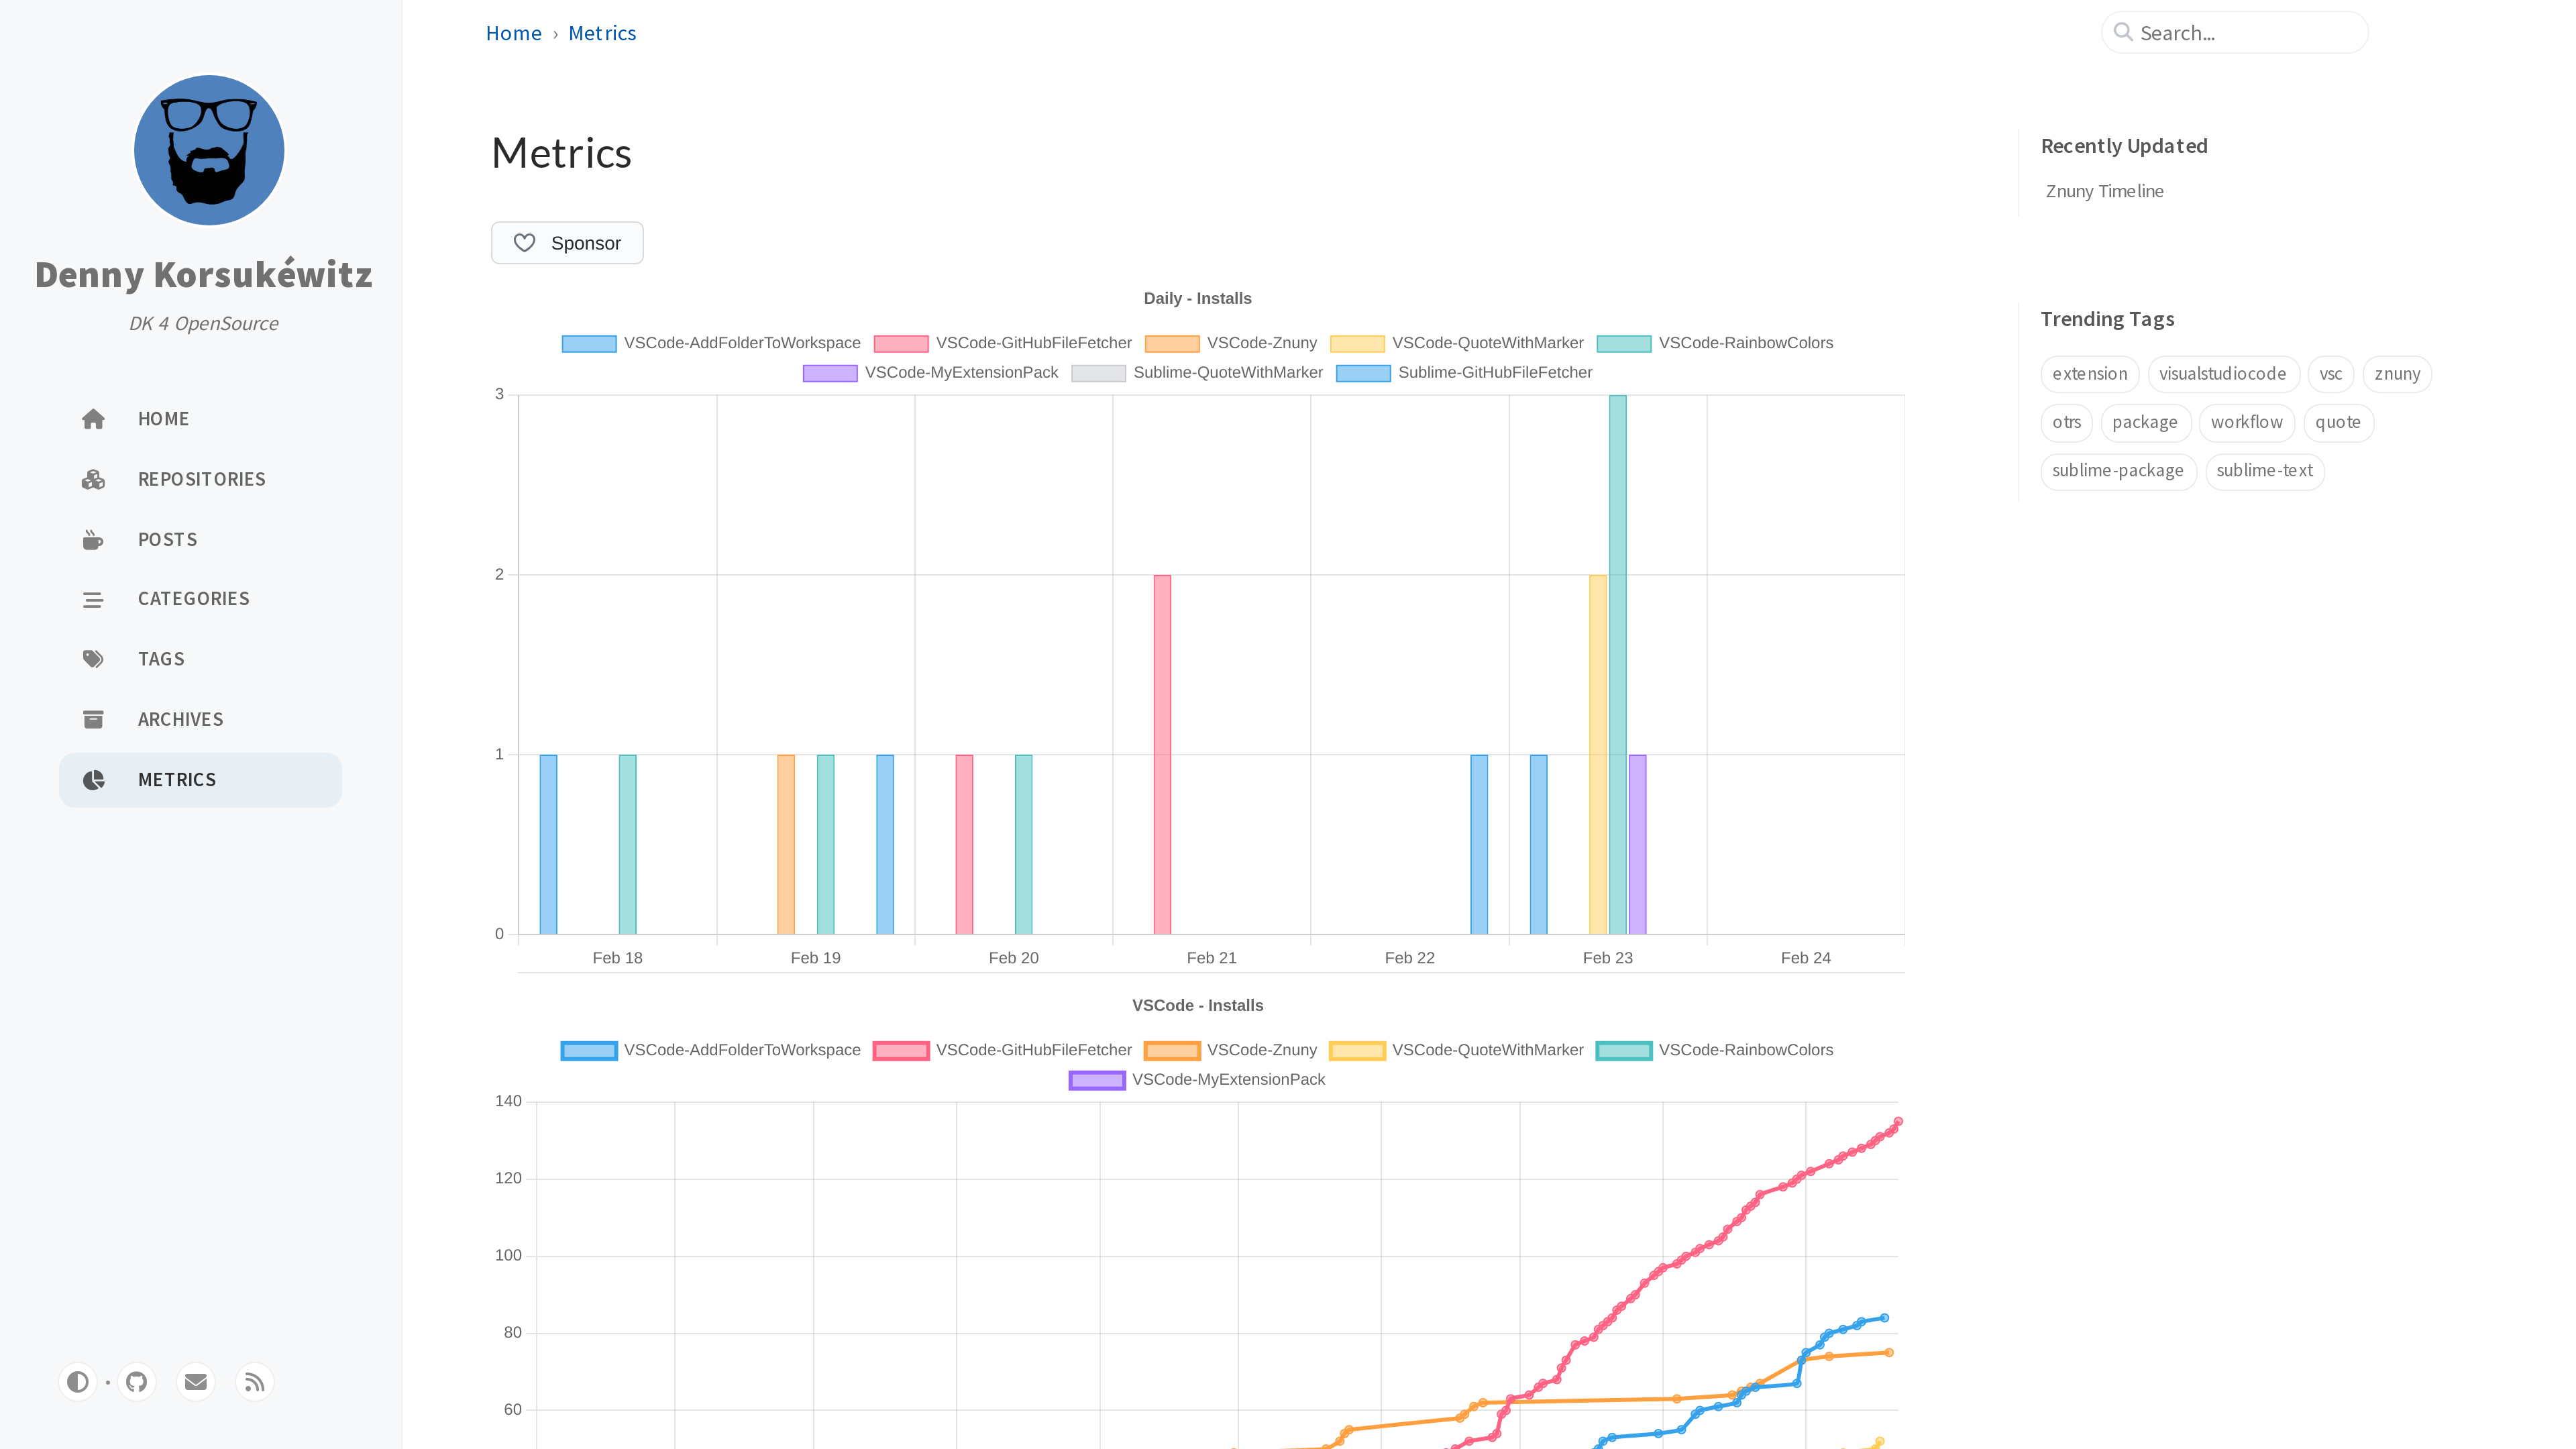 Denny Korsukéwitz
DK 4 OpenSource
HOME
REPOSITORIES
POSTS
CATEGORIES
TAGS
ARCHIVES
METRICS
Home › Metrics
Search...
Metrics
Sponsor
Daily - Installs
VSCode-AddFolderToWorkspace VSCode-GitHubFileFetcher VSCode-Znuny VSCode-QuoteWithMarker VSCode-RainbowColors
VSCode-MyExtensionPack Sublime-QuoteWithMarker Sublime-GitHubFileFetcher
3
2
1
0
Feb 18 Feb 19 Feb 20 Feb 21 Feb 22 Feb 23 Feb 24
VSCode - Installs
VSCode-AddFolderToWorkspace VSCode-GitHubFileFetcher VSCode-Znuny VSCode-QuoteWithMarker VSCode-RainbowColors
VSCode-MyExtensionPack
140
120
100
80
60
Recently Updated
Znuny Timeline
Trending Tags
extension visualstudiocode vsc znuny
otrs package workflow quote
sublime-package sublime-text